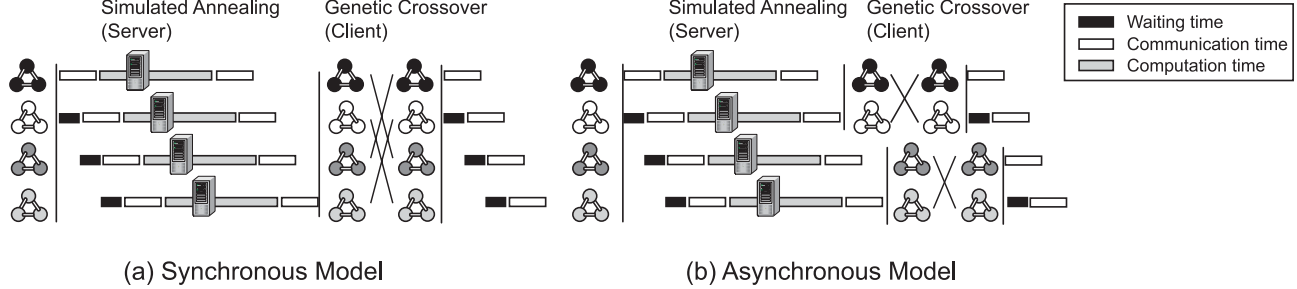 Simulated Annealing
(Server)
Genetic Crossover
(Client)
Simulated Annealing
(Server)
Genetic Crossover
(Client)
Waiting time
Communication time
Computation time
(a) Synchronous Model
(b) Asynchronous Model